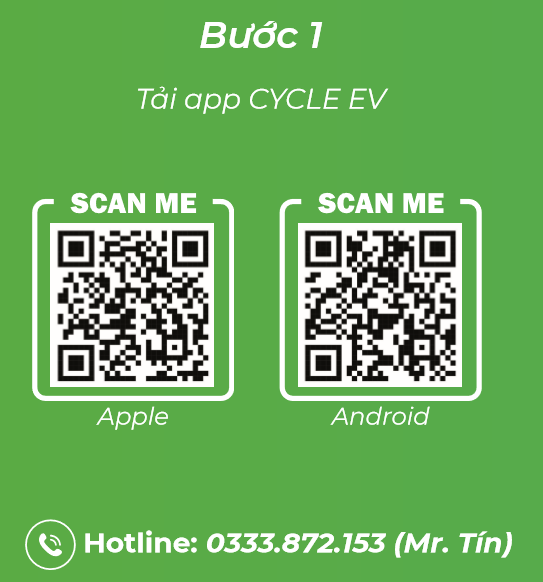 Bước 1
Tải app CYCLE EV
SCAN ME SCAN ME
Apple Android
Hotline: 0333.872.153 (Mr. Tín)